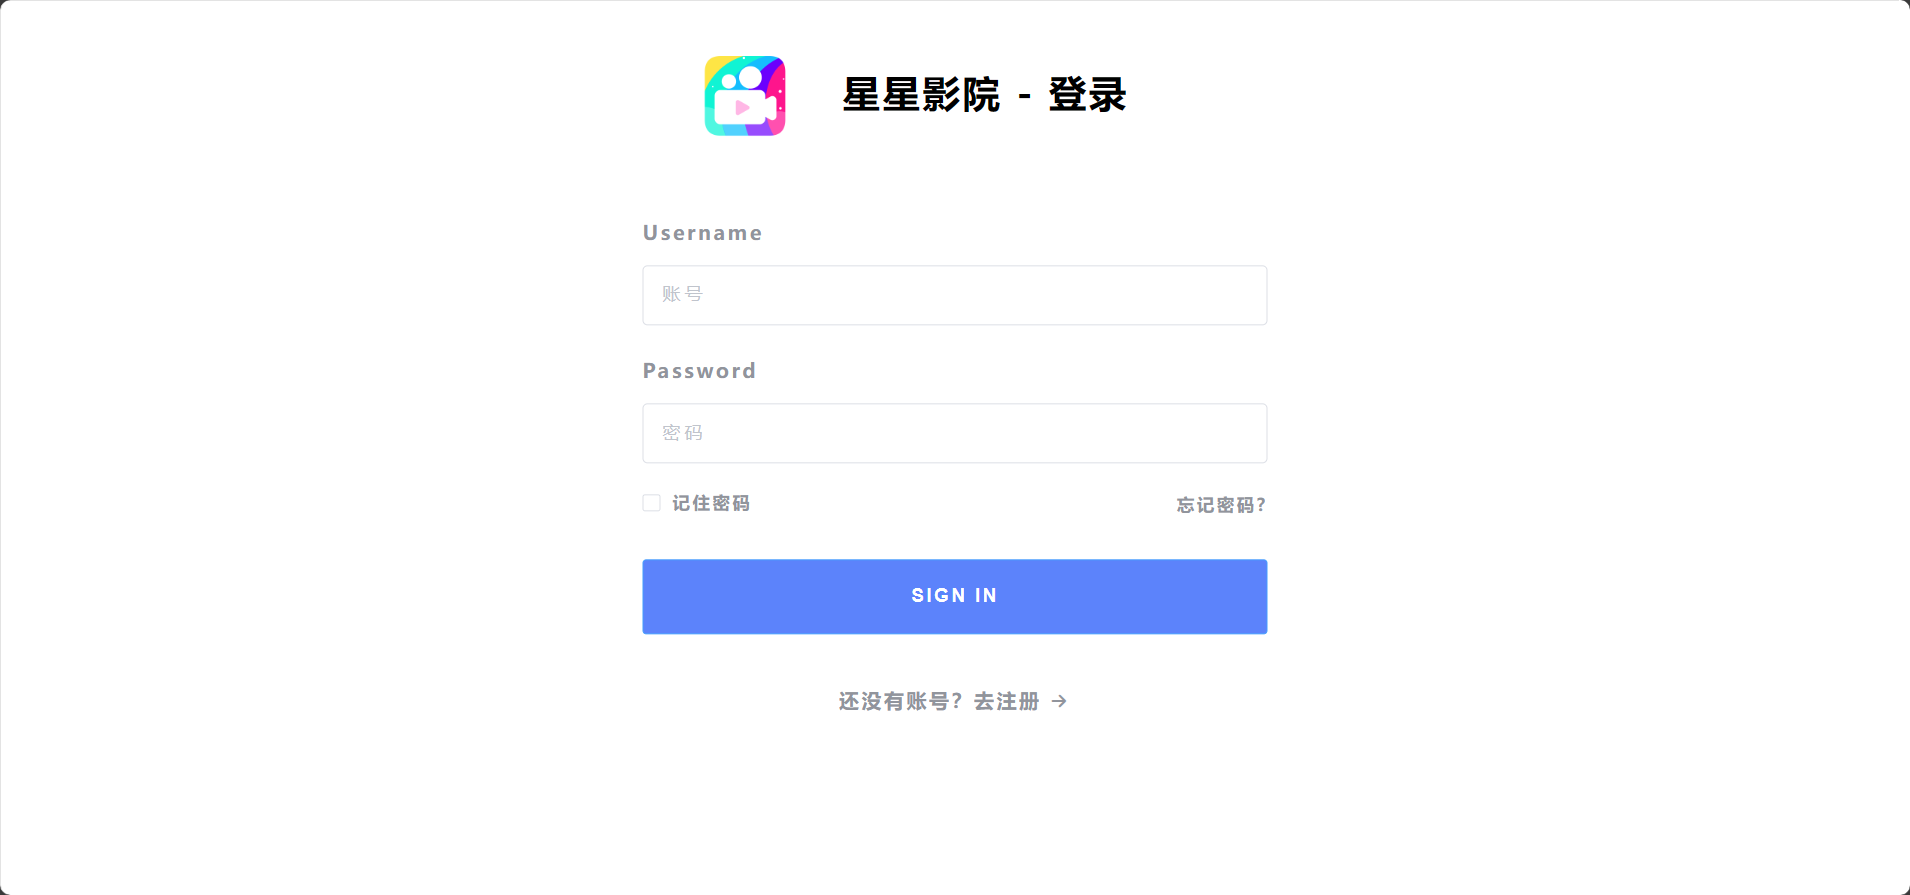 星星影院 - 登录
Username
账号
Password
密码
记住密码 忘记密码?
SIGN IN
还没有账号？去注册 →